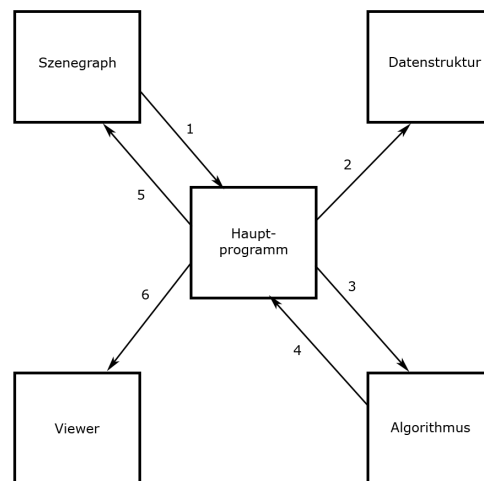 Szenegraph
Datenstruktur
1
2
5
Haupt-
programm
6
3
4
Viewer
Algorithmus